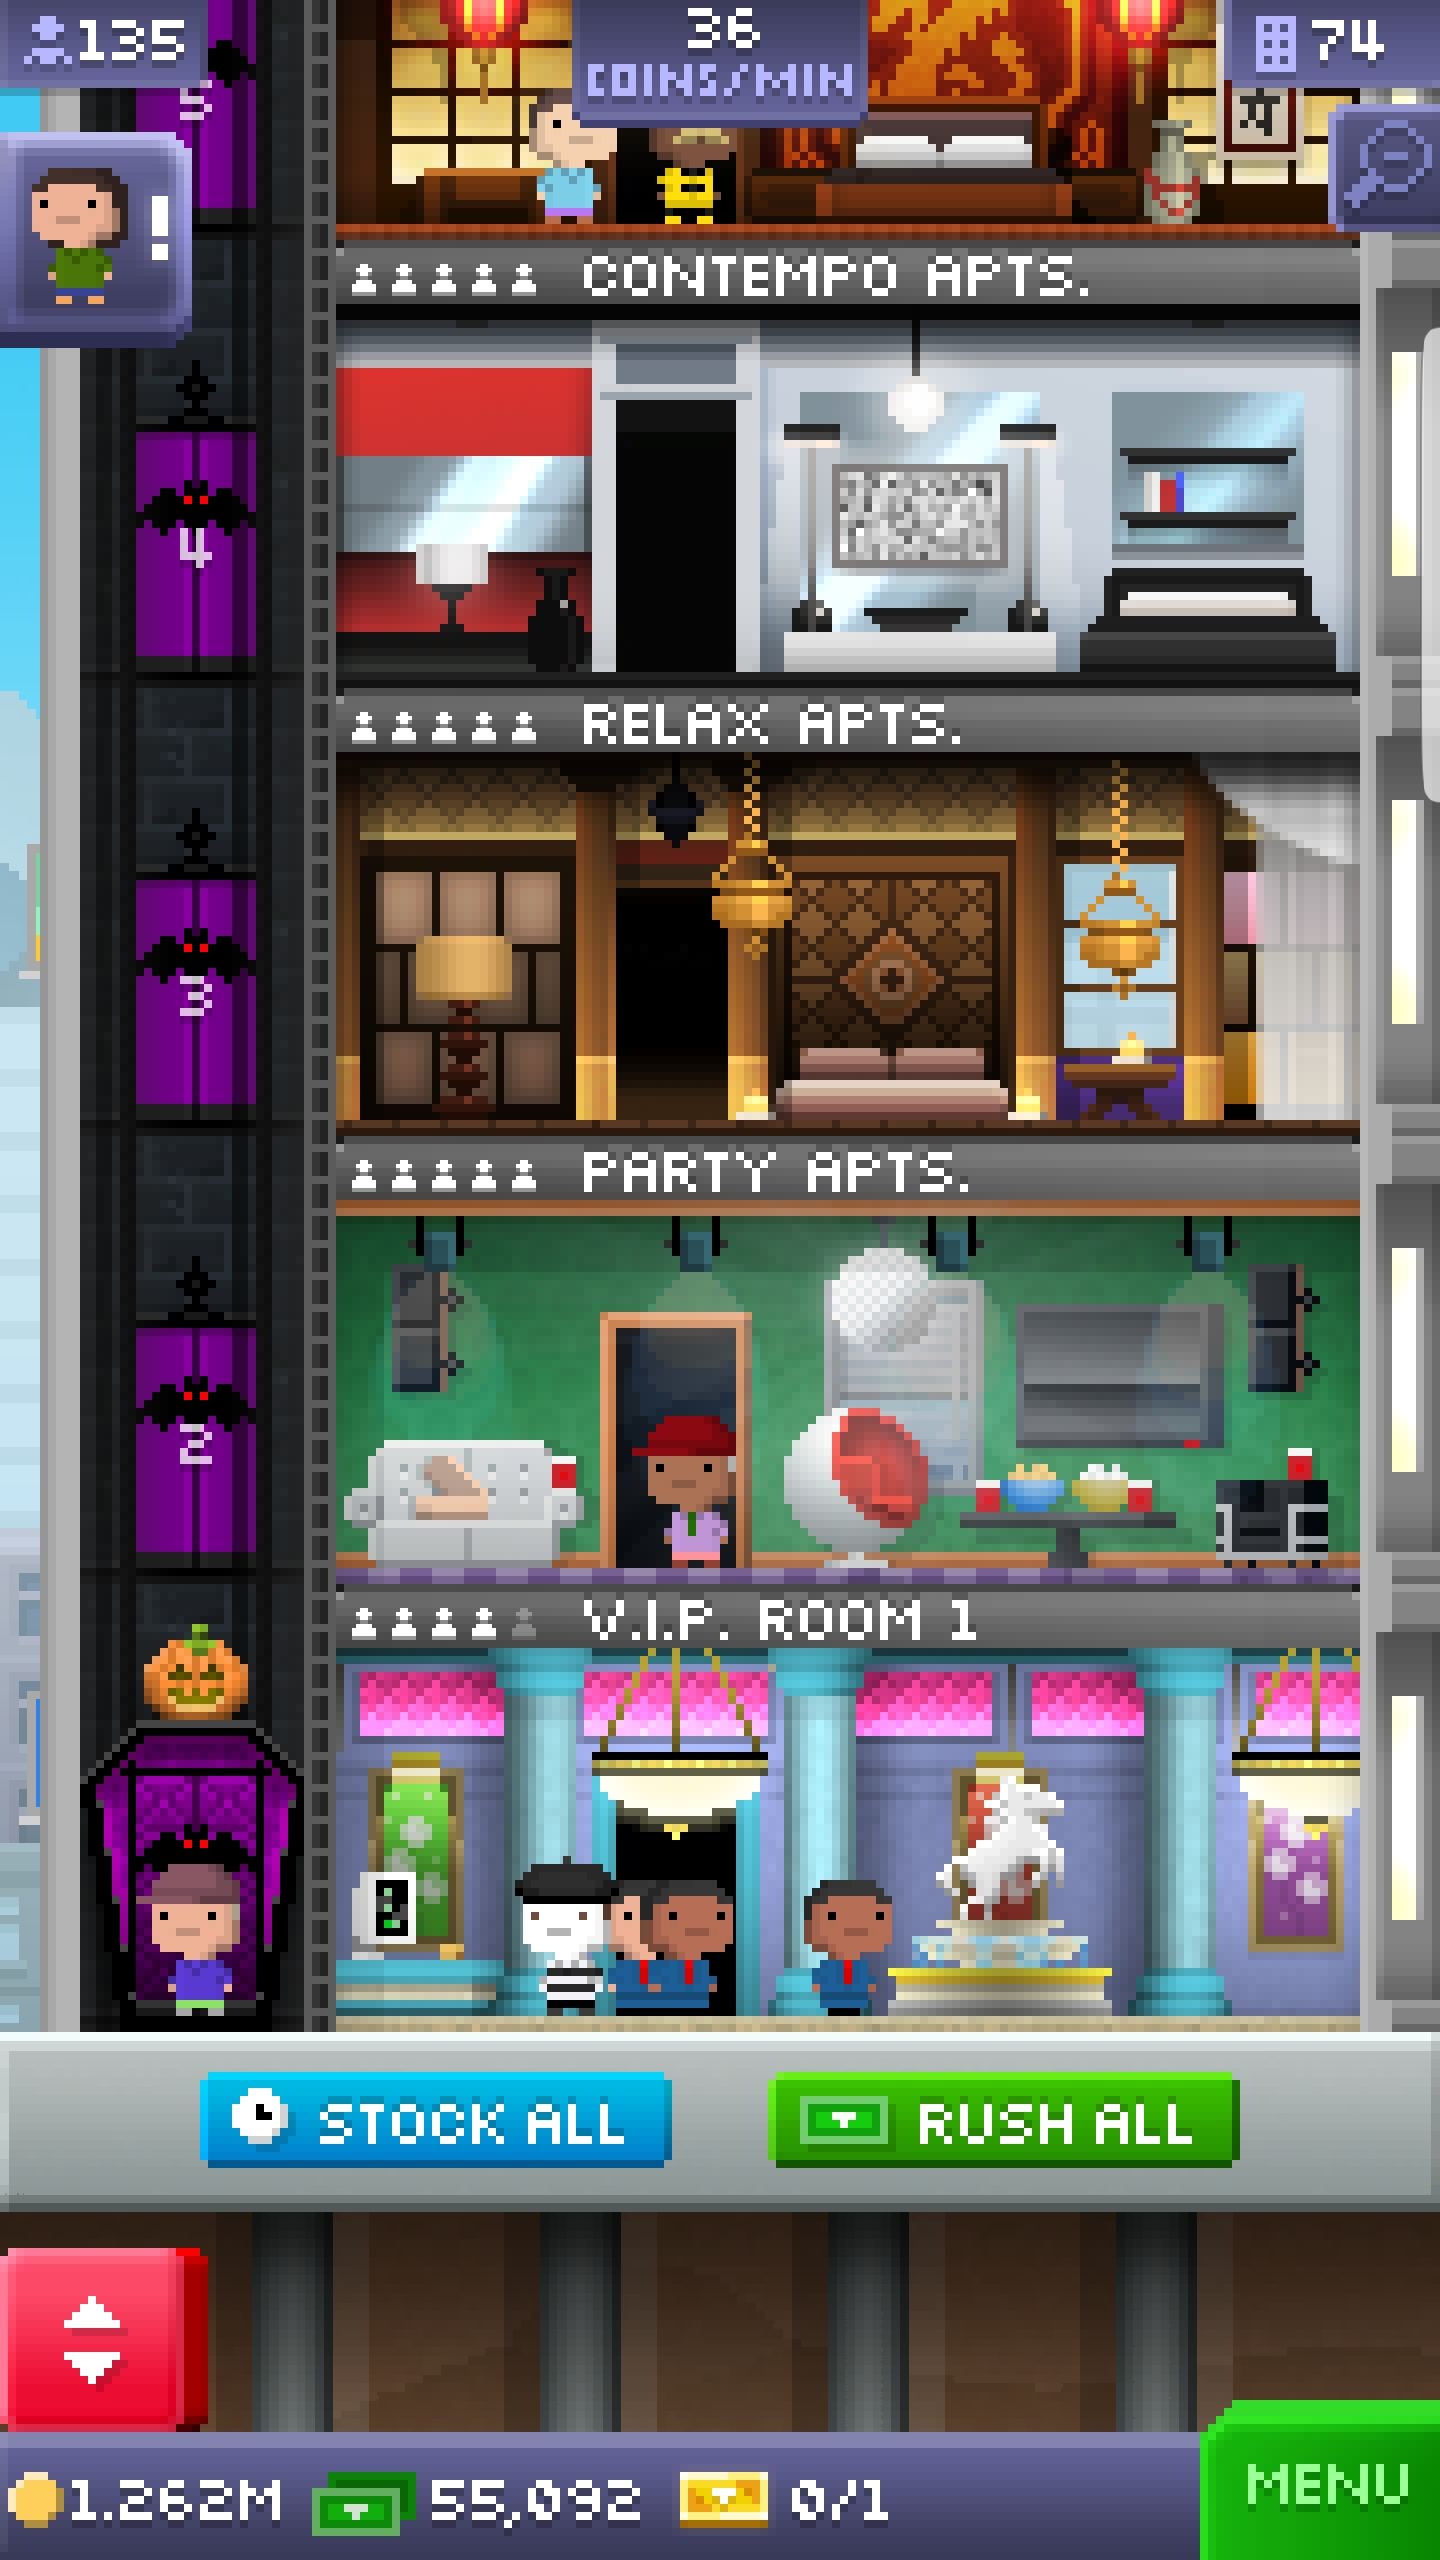 135
36
COINS/MIN
74
5
!
CONTEMPO APTS.
4
RELAX APTS.
3
PARTY APTS.
2
V.I.P. ROOM 1
STOCK ALL
RUSH ALL
1.262M
55,092
0/1
MENU